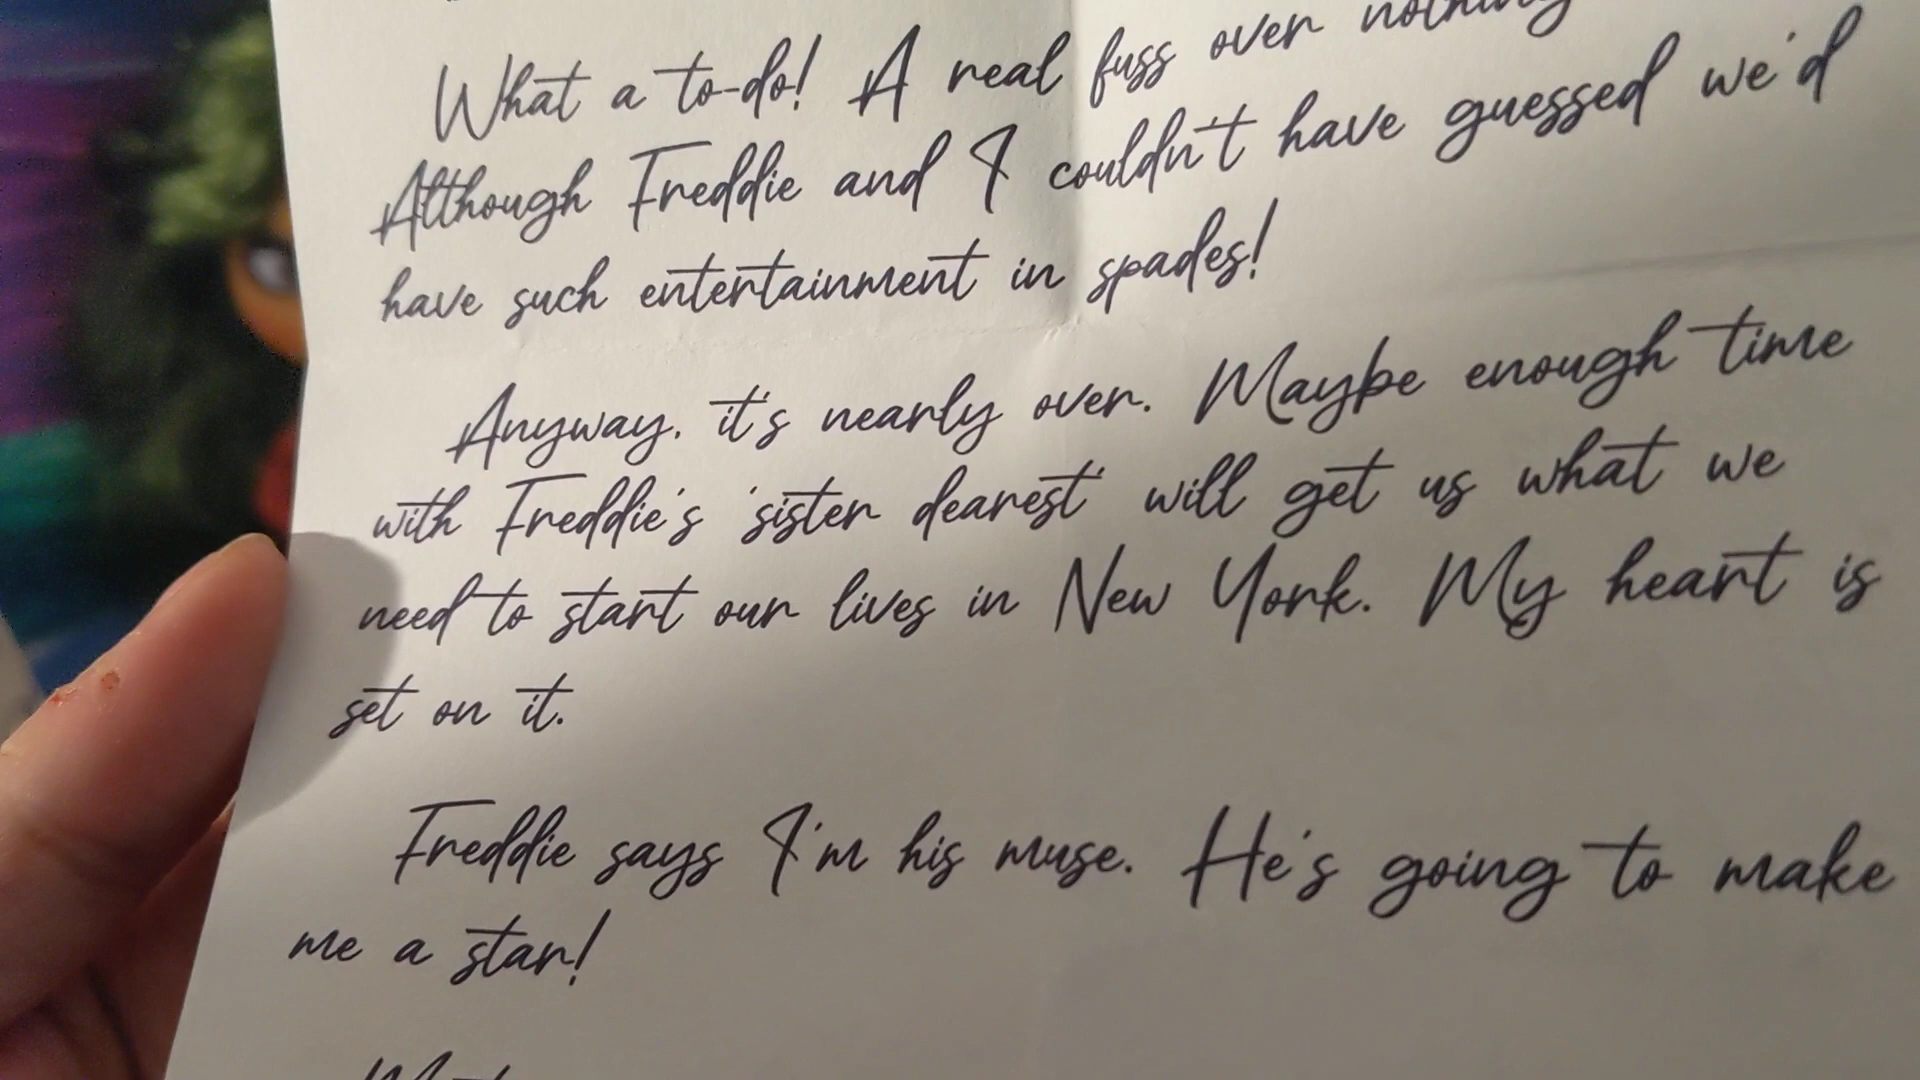 What a to-do! A real fuss over nothing
Although Freddie and I couldn't have guessed we'd
have such entertainment in spades!
Anyway, it's nearly over. Maybe enough time
with Freddie's 'sister dearest' will get us what we
need to start our lives in New York. My heart is
set on it.
Freddie says I'm his muse. He's going to make
me a star!